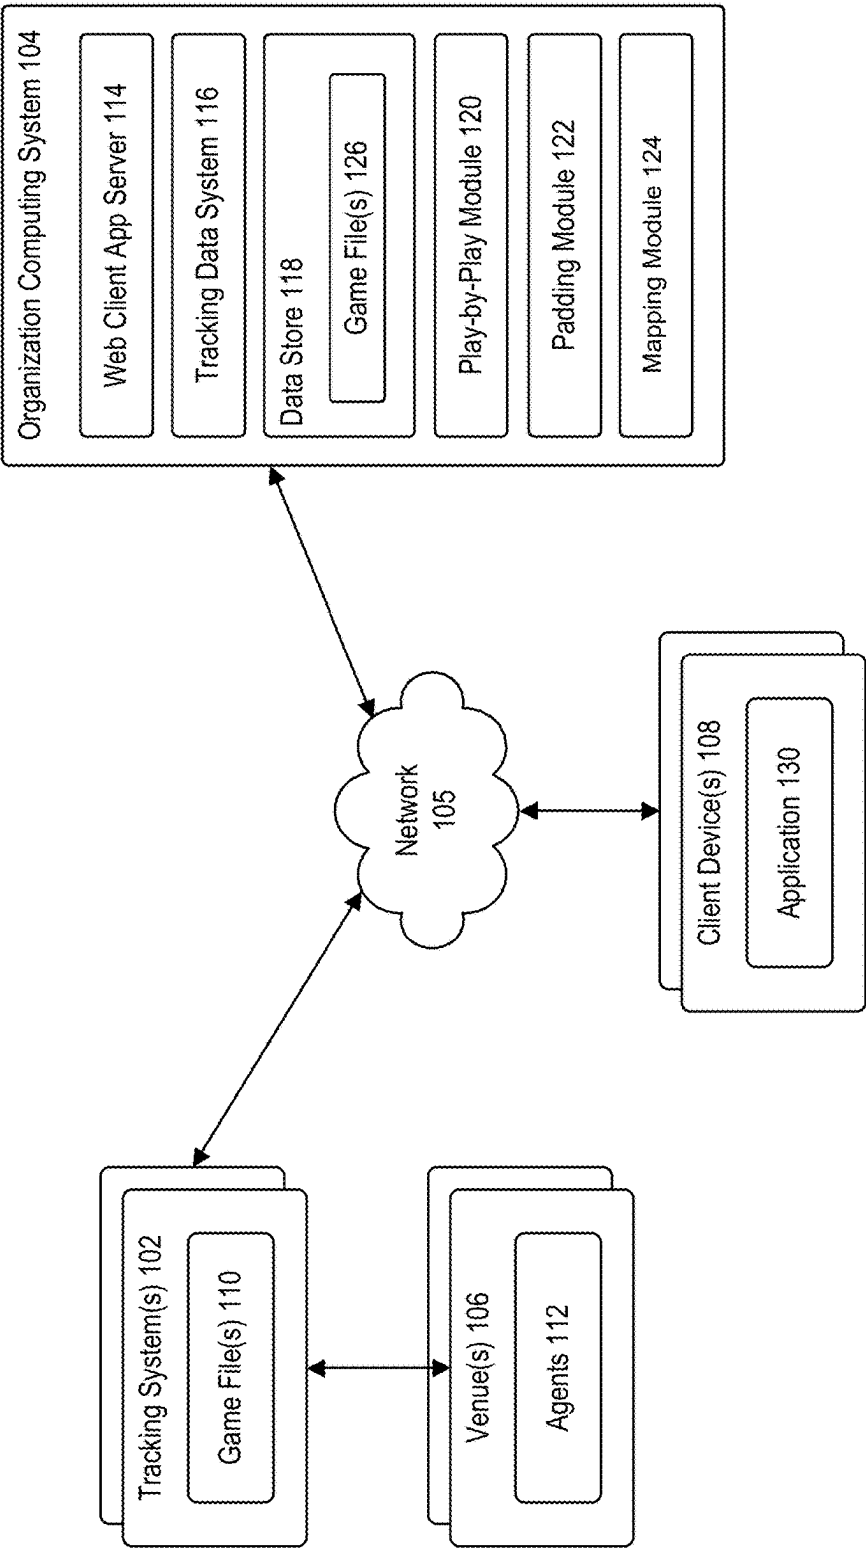 Tracking System(s) 102
Game File(s) 110
Venue(s) 106
Agents 112
Network
105
Client Device(s) 108
Application 130
Organization Computing System 104
Web Client App Server 114
Tracking Data System 116
Data Store 118
Game File(s) 126
Play-by-Play Module 120
Padding Module 122
Mapping Module 124